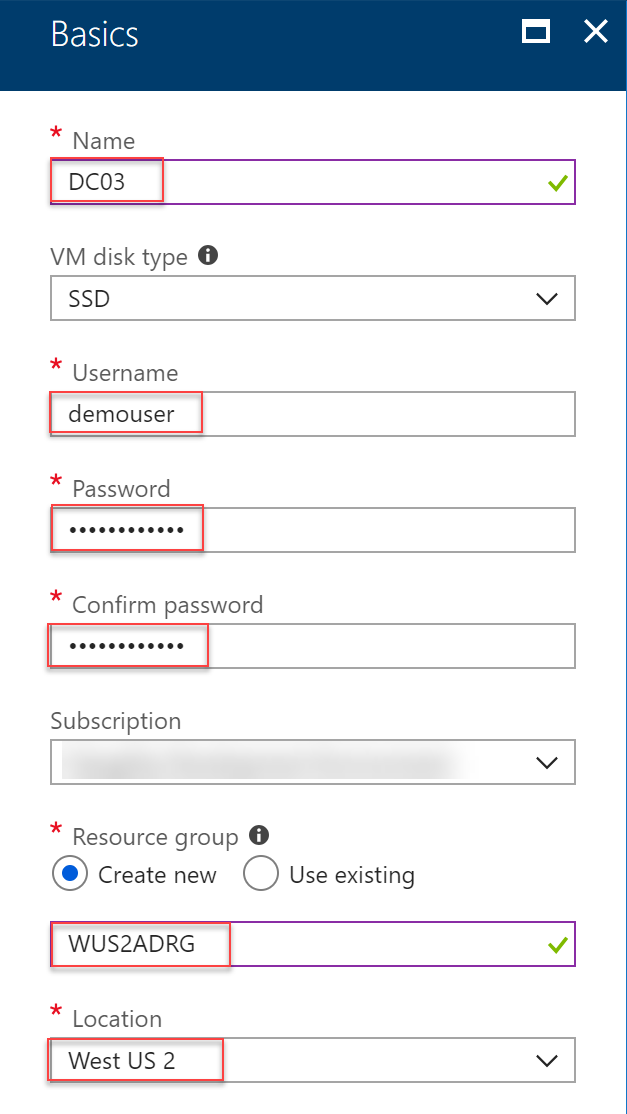 Basics
* Name
DC03
VM disk type
SSD
* Username
demouser
* Password
••••••••••••
* Confirm password
••••••••••••
Subscription
* Resource group
Create new Use existing
WUS2ADRG
* Location
West US 2